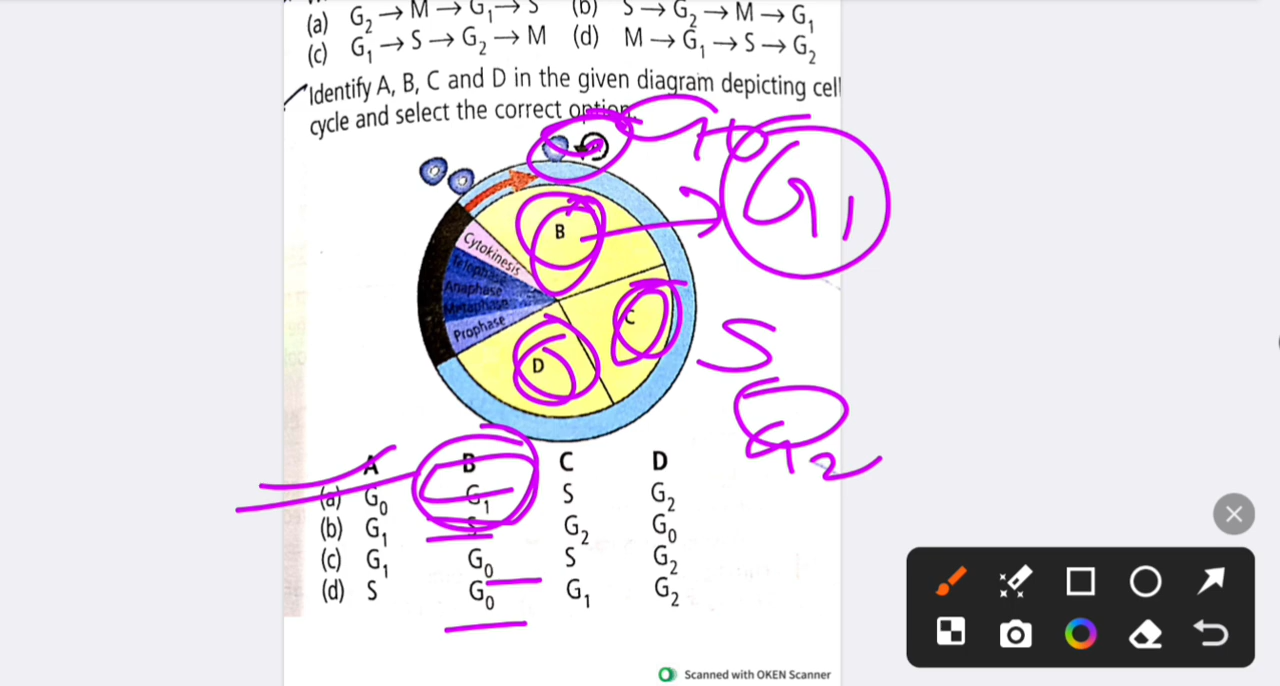 (a) G₂ → M → G₁ → S (b) S → G₂ → M → G₁
(c) G₁ → S → G₂ → M (d) M → G₁ → S → G₂
Identify A, B, C and D in the given diagram depicting cell
cycle and select the correct option.
G0
G1
B
Cytokinesis
Telophase
Anaphase
Metaphase
Prophase
C
S
D
G2
A B C D
(a) G₀ G₁ S G₂
(b) G₁ S G₂ G₀
(c) G₁ G₀ S G₂
(d) S G₀ G₁ G₂
Scanned with OKEN Scanner